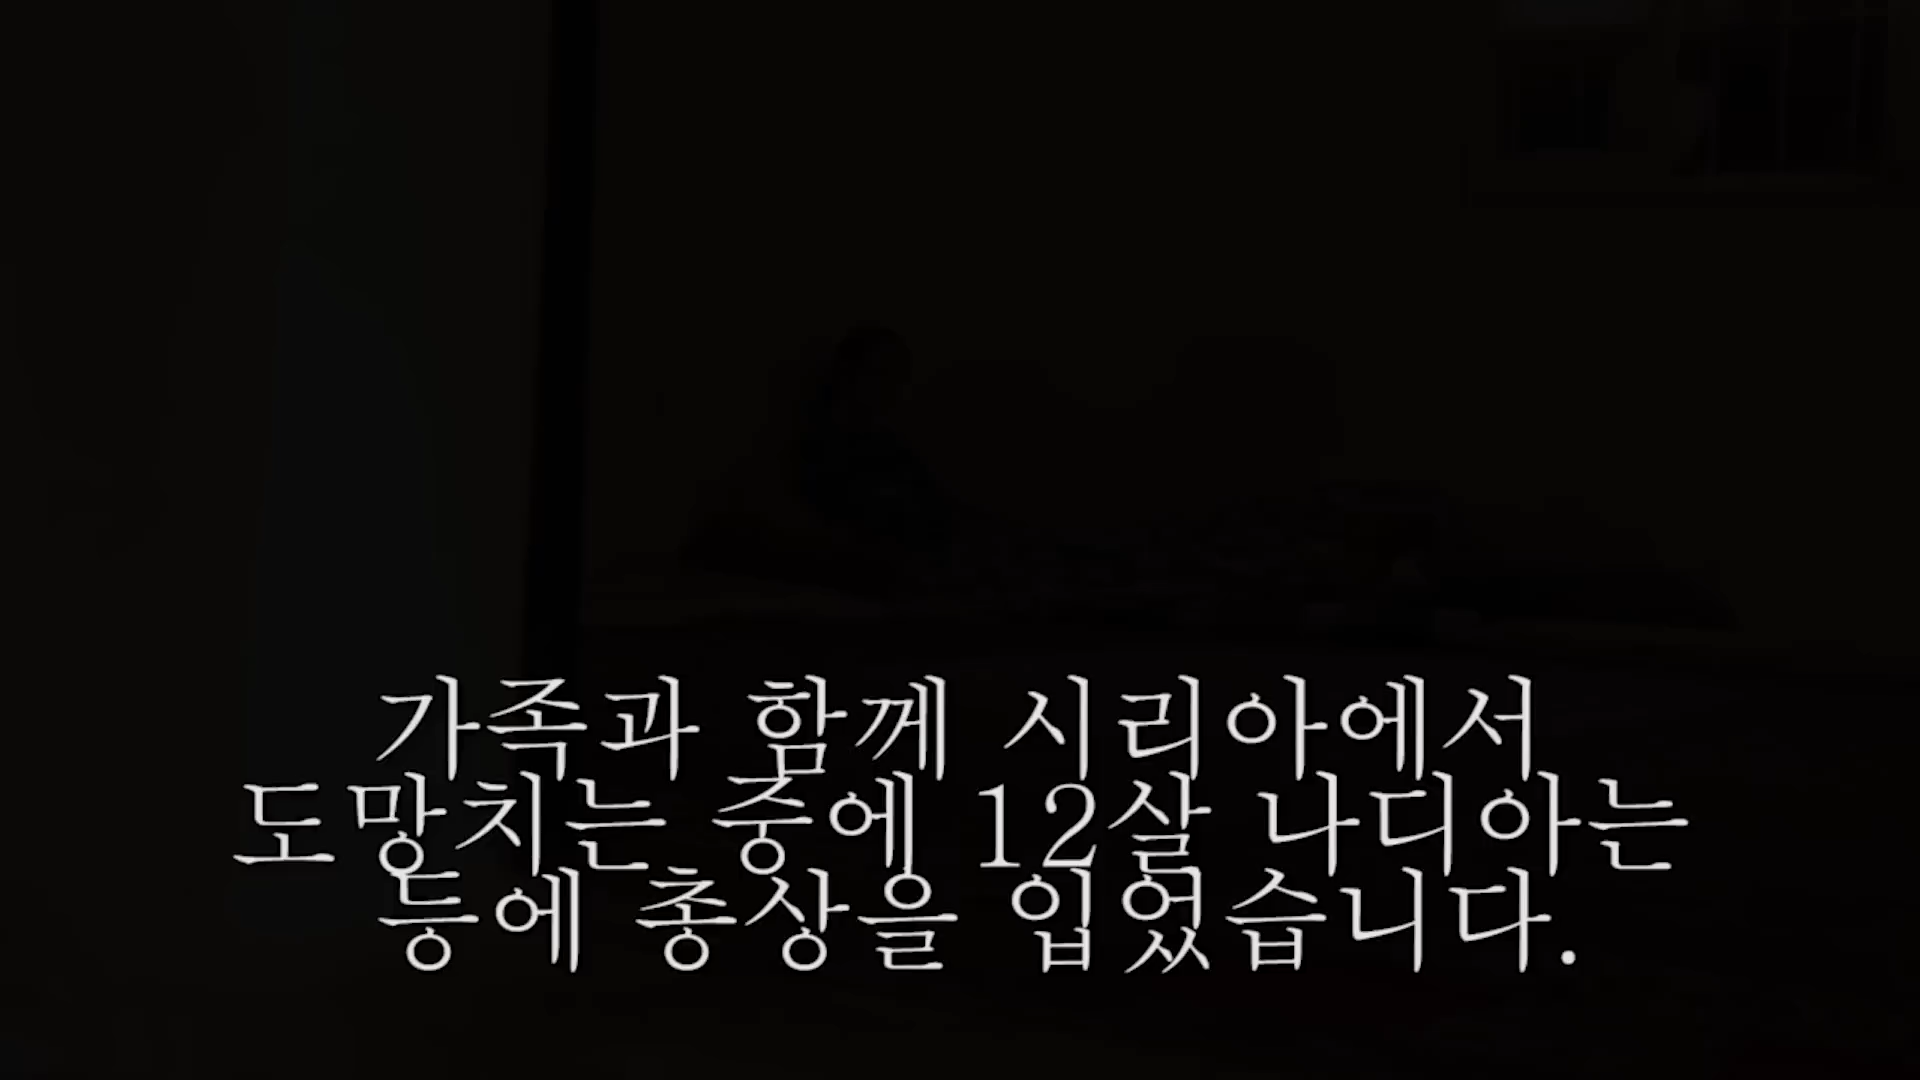 가족과 함께 시리아에서
도망치는 중에 12살 나디아는
등에 총상을 입었습니다.